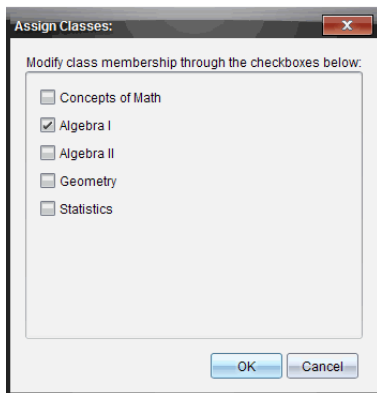 Assign Classes:
Modify class membership through the checkboxes below:
Concepts of Math
Algebra I
Algebra II
Geometry
Statistics
OK Cancel